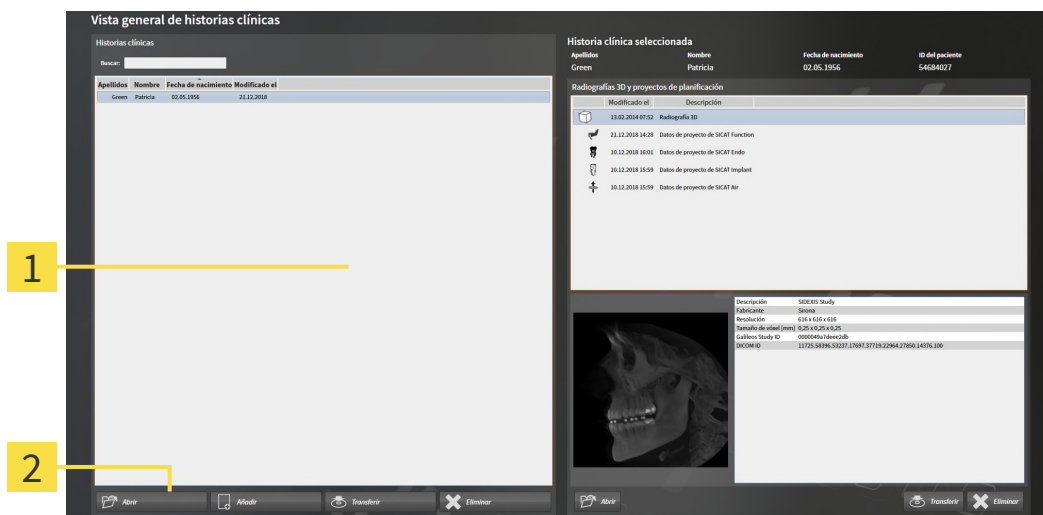 Vista general de historias clínicas
Historias clínicas
Buscar:
Apellidos Nombre Fecha de nacimiento Modificado el
Green Patricia 02.05.1956 21.12.2018
1
2
Abrir Añadir Transferir Eliminar
Historia clínica seleccionada
Apellidos Nombre Fecha de nacimiento ID del paciente
Green Patricia 02.05.1956 54684027
Radiografías 3D y proyectos de planificación
Modificado el Descripción
13.02.2014 07:52 Radiografía 3D
21.12.2018 14:28 Datos de proyecto de SICAT Function
10.12.2018 16:01 Datos de proyecto de SICAT Endo
10.12.2018 15:59 Datos de proyecto de SICAT Implant
10.12.2018 15:59 Datos de proyecto de SICAT Air
Descripción SIDEXIS Study
Fabricante Sirona
Resolución 616 x 616 x 616
Tamaño de vóxel [mm] 0,25 x 0,25 x 0,25
Galileos Study ID 0000049a7deee2db
DICOM ID 11725.58396.53237.17697.37719.22964.27850.14376.100
Abrir Transferir Eliminar